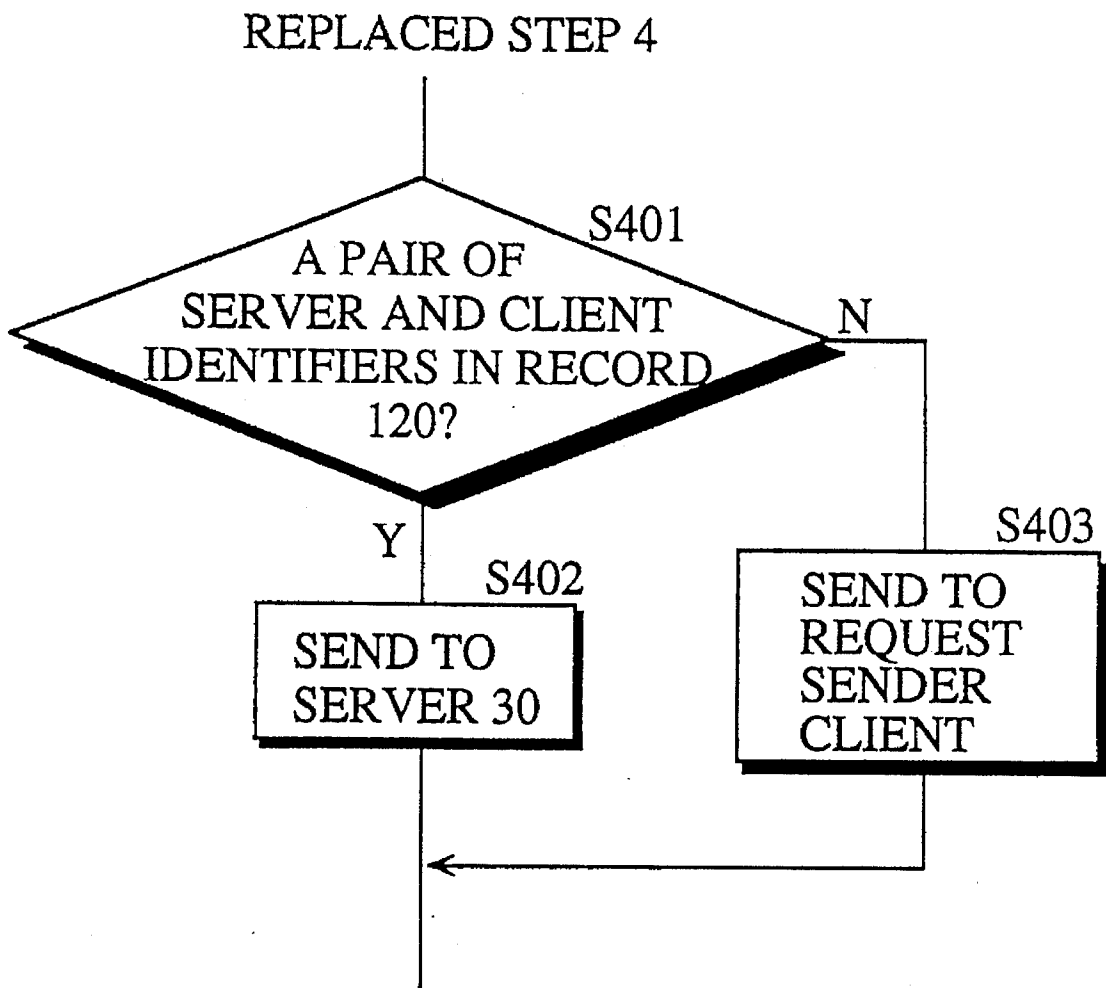 REPLACED STEP 4
S401
A PAIR OF
SERVER AND CLIENT
IDENTIFIERS IN RECORD
120?
N
Y
S402
SEND TO
SERVER 30
S403
SEND TO
REQUEST
SENDER
CLIENT